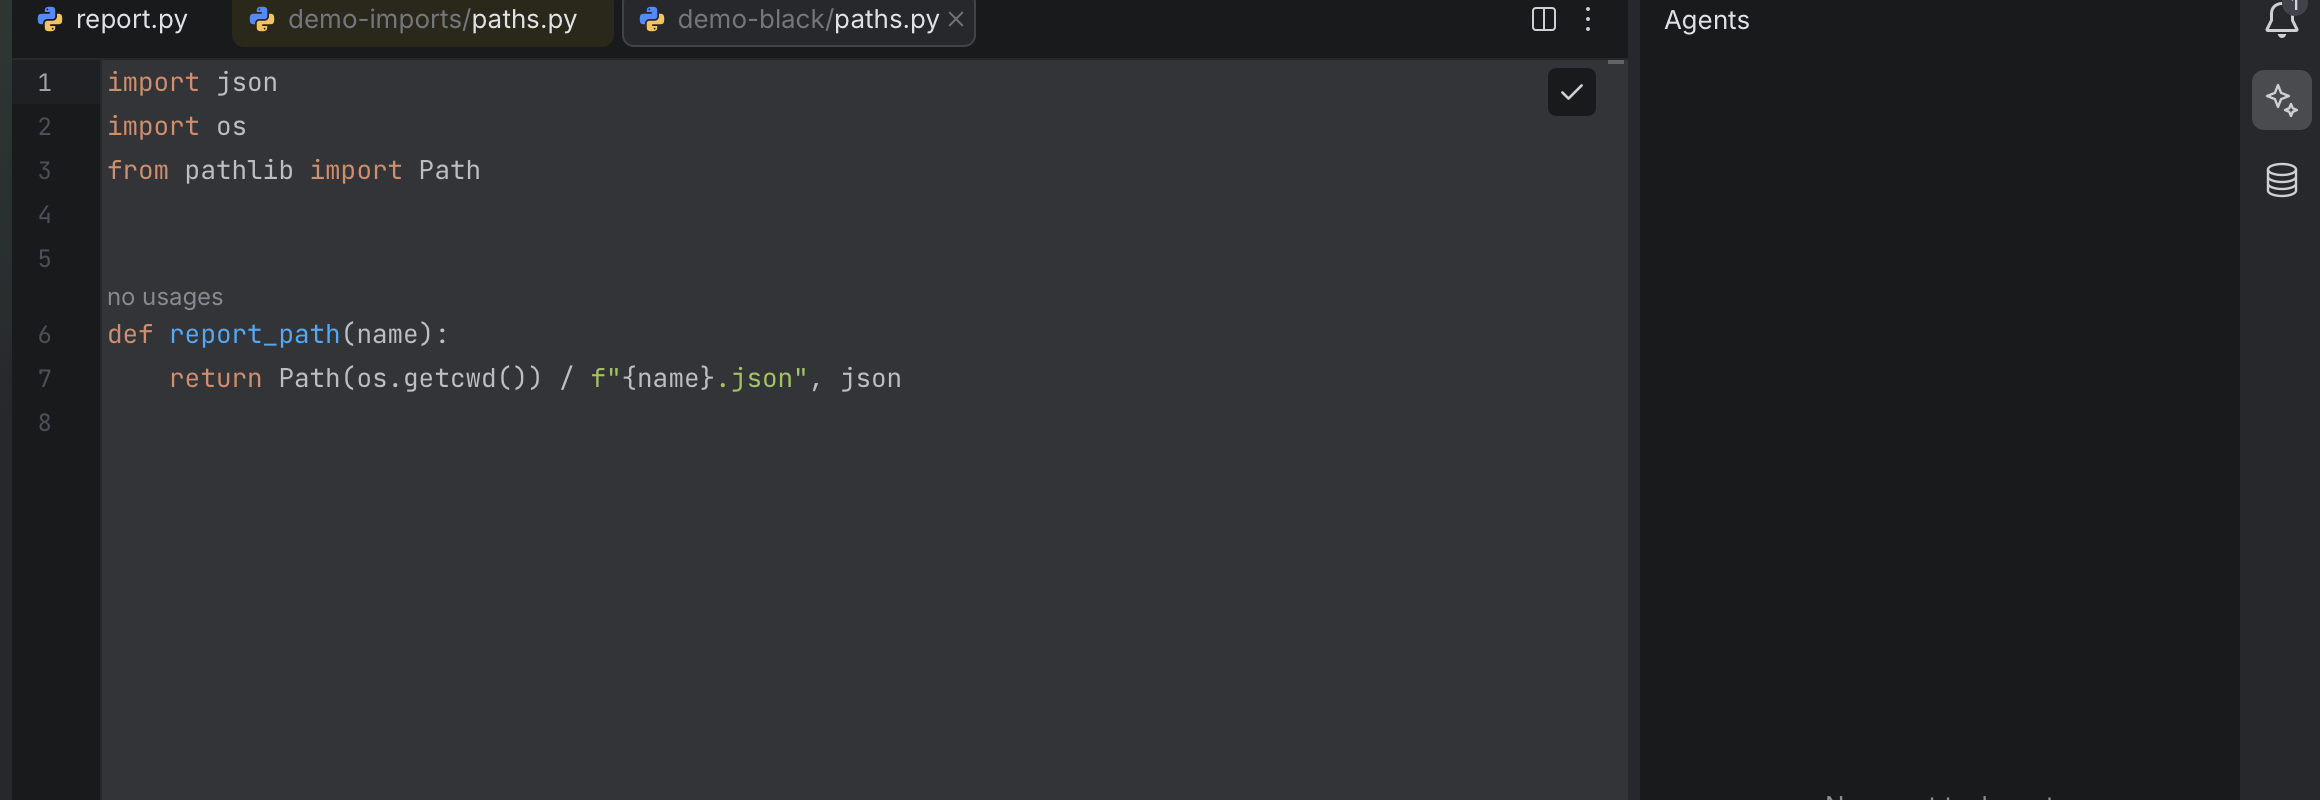 report.py
demo-imports/paths.py
demo-black/paths.py
Agents
1
1 import json
2 import os
3 from pathlib import Path
4
5
no usages
6 def report_path(name):
7     return Path(os.getcwd()) / f"{name}.json", json
8